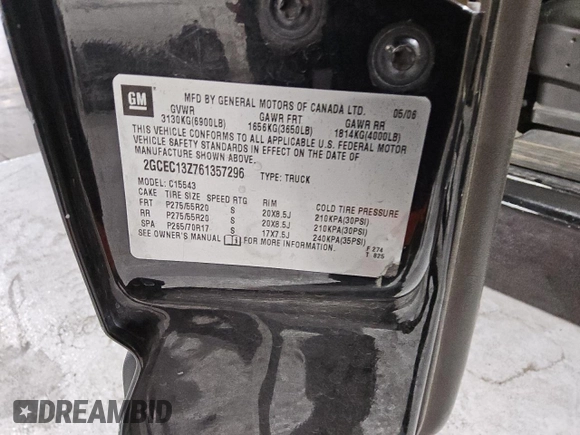 GM
MFD BY GENERAL MOTORS OF CANADA LTD. 05/06
GVWR GAWR FRT GAWR RR
3130KG(6900LB) 1656KG(3650LB) 1814KG(4000LB)
THIS VEHICLE CONFORMS TO ALL APPLICABLE U.S. FEDERAL MOTOR
VEHICLE SAFETY STANDARDS IN EFFECT ON THE DATE OF
MANUFACTURE SHOWN ABOVE.
2GCEC13Z761357296 TYPE: TRUCK
MODEL: C15543
CAKE TIRE SIZE SPEED RTG RIM COLD TIRE PRESSURE
FRT P275/55R20 S 20X8.5J 210KPA(30PSI)
RR P275/55R20 S 20X8.5J 210KPA(30PSI)
SPA P265/70R17 S 17X7.5J 240KPA(35PSI)
SEE OWNER'S MANUAL FOR MORE INFORMATION.
F 274
T 825
DREAMBID